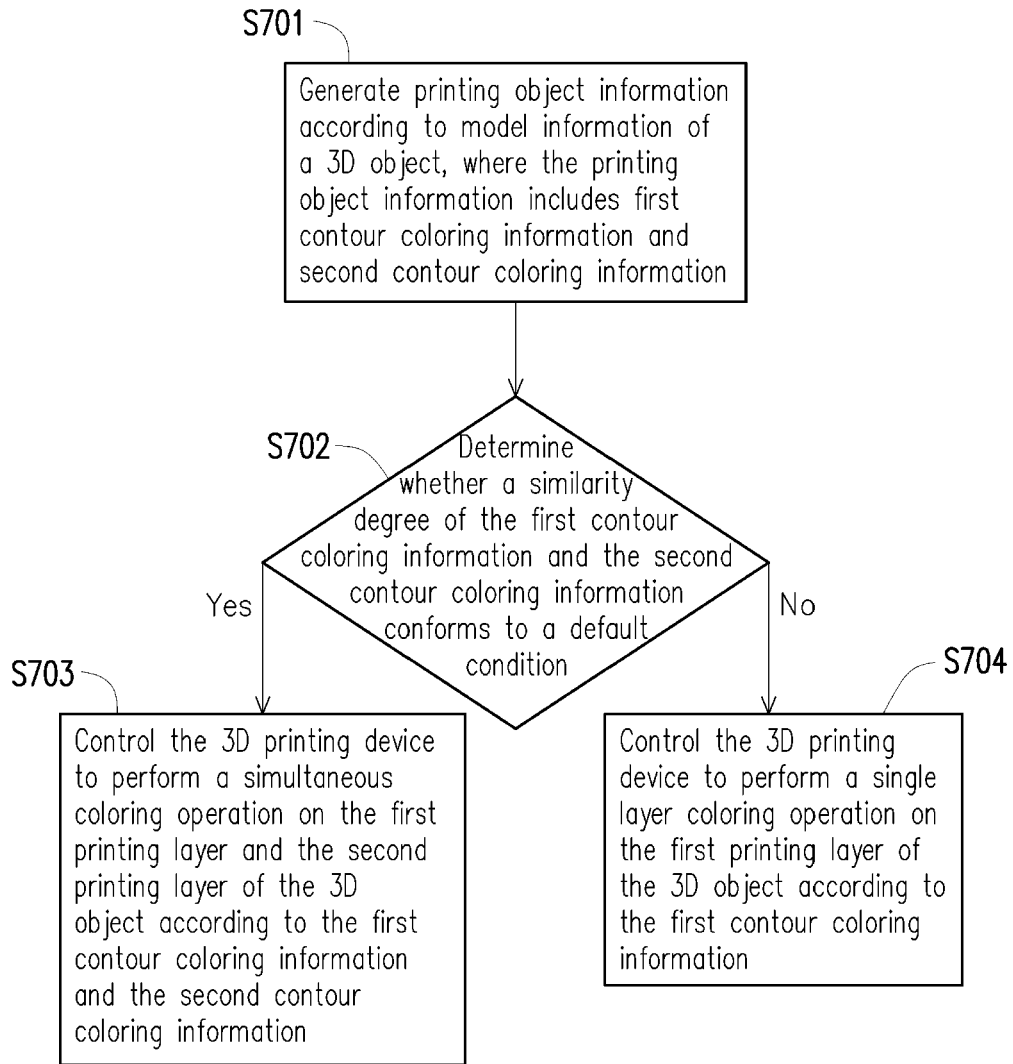 S701
Generate printing object information
according to model information of
a 3D object, where the printing
object information includes first
contour coloring information and
second contour coloring information
S702
Determine
whether a similarity
degree of the first contour
coloring information and the second
contour coloring information
conforms to a default
condition
Yes
No
S703
Control the 3D printing device
to perform a simultaneous
coloring operation on the first
printing layer and the second
printing layer of the 3D
object according to the first
contour coloring information
and the second contour
coloring information
S704
Control the 3D printing
device to perform a single
layer coloring operation on
the first printing layer of
the 3D object according to
the first contour coloring
information